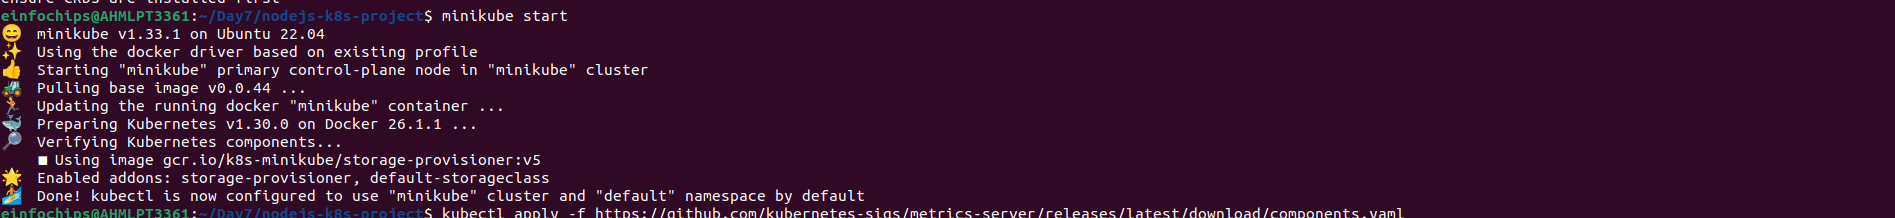 ensure CRDs are installed first
einfochips@AHMLPT3361:~/Day7/nodejs-k8s-project$ minikube start
😄  minikube v1.33.1 on Ubuntu 22.04
✨  Using the docker driver based on existing profile
👍  Starting "minikube" primary control-plane node in "minikube" cluster
🚜  Pulling base image v0.0.44 ...
🏃  Updating the running docker "minikube" container ...
🐳  Preparing Kubernetes v1.30.0 on Docker 26.1.1 ...
🔎  Verifying Kubernetes components...
    ▪ Using image gcr.io/k8s-minikube/storage-provisioner:v5
🌟  Enabled addons: storage-provisioner, default-storageclass
🏄  Done! kubectl is now configured to use "minikube" cluster and "default" namespace by default
einfochips@AHMLPT3361:~/Day7/nodejs-k8s-project$ kubectl apply -f https://github.com/kubernetes-sigs/metrics-server/releases/latest/download/components.yaml